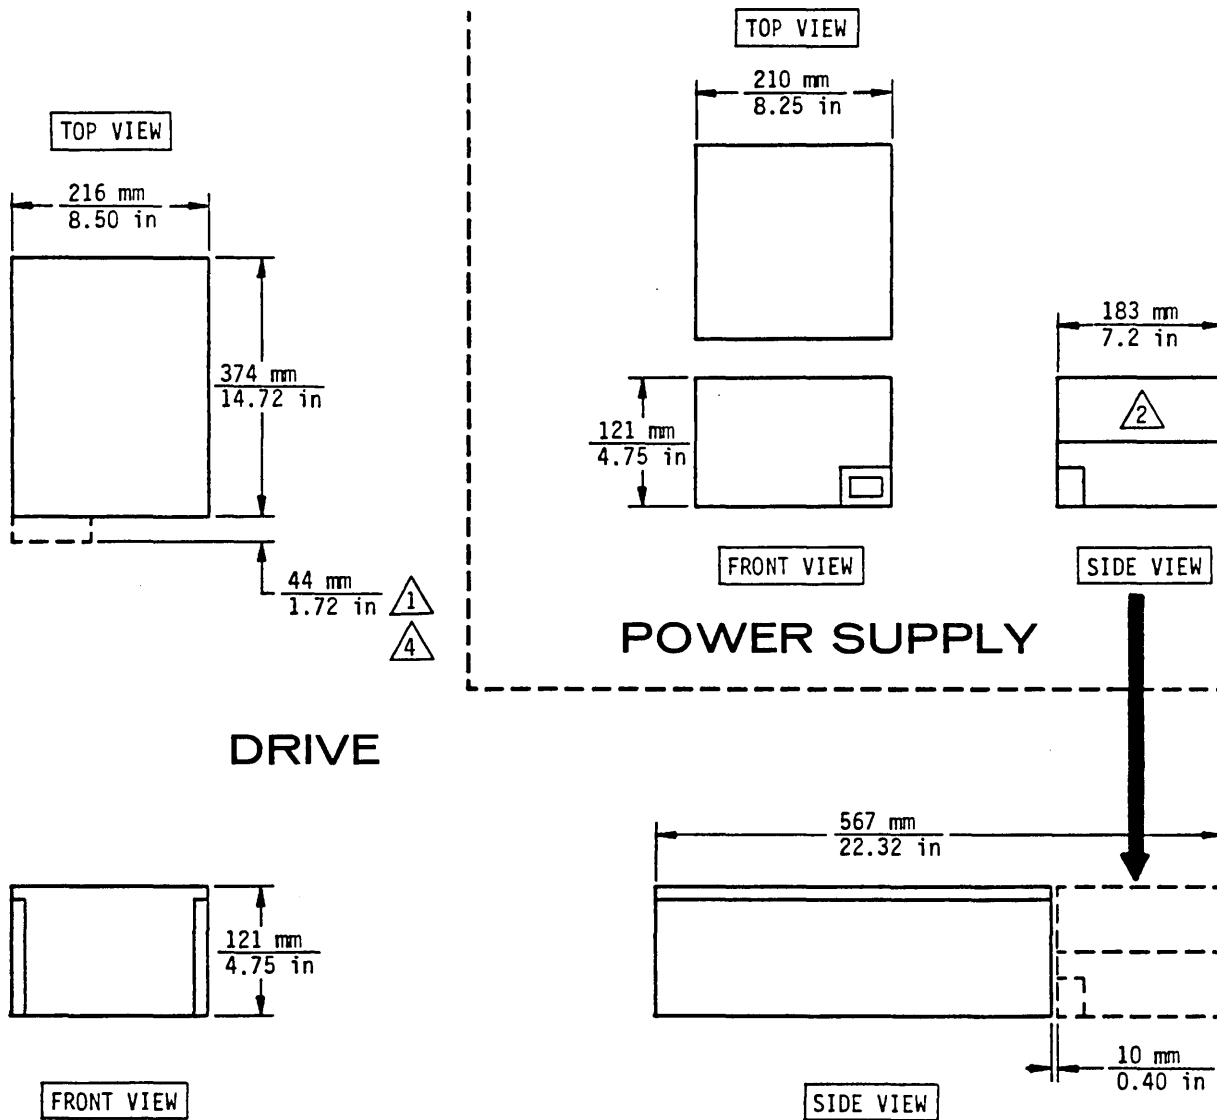 TOP VIEW
210 mm
8.25 in
TOP VIEW
216 mm
8.50 in
374 mm
14.72 in
183 mm
7.2 in
2
121 mm
4.75 in
FRONT VIEW
SIDE VIEW
44 mm
1.72 in
1
4
POWER SUPPLY
DRIVE
567 mm
22.32 in
121 mm
4.75 in
10 mm
0.40 in
FRONT VIEW
SIDE VIEW